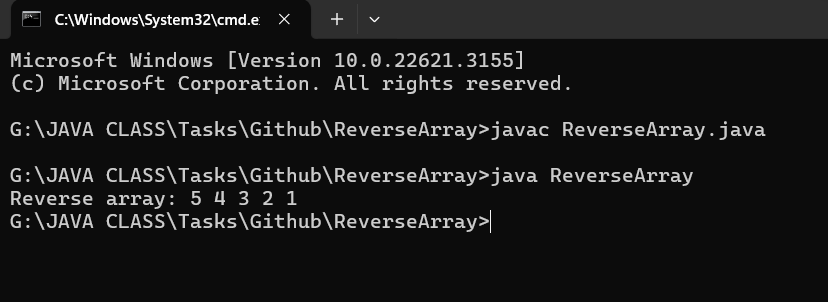 C:\Windows\System32\cmd.e
Microsoft Windows [Version 10.0.22621.3155]
(c) Microsoft Corporation. All rights reserved.
G:\JAVA CLASS\Tasks\Github\ReverseArray>javac ReverseArray.java
G:\JAVA CLASS\Tasks\Github\ReverseArray>java ReverseArray
Reverse array: 5 4 3 2 1
G:\JAVA CLASS\Tasks\Github\ReverseArray>